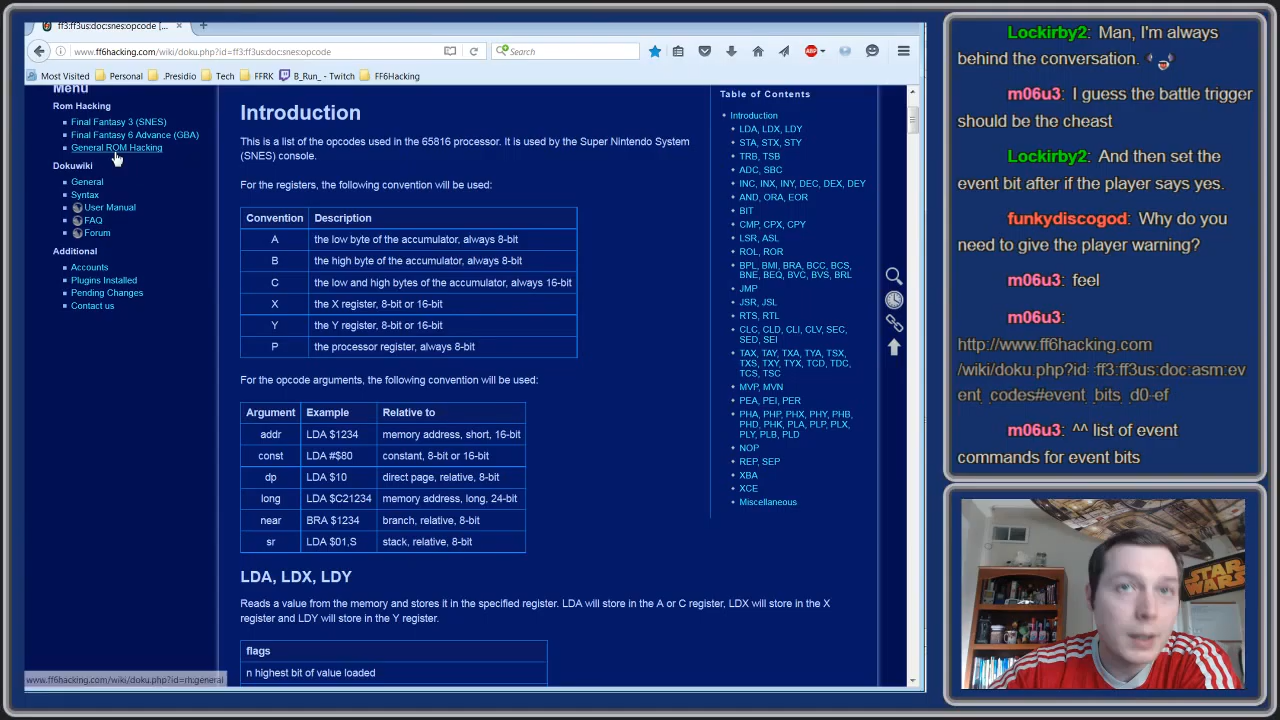 ff3:ff3us:doc:snes:opcode [...
www.ff6hacking.com/wiki/doku.php?id=ff3:ff3us:doc:snes:opcode
Search
ABP
Most Visited
Personal
.Presidio
Tech
FFRK
B_Run_ - Twitch
FF6Hacking
Menu
Rom Hacking
Final Fantasy 3 (SNES)
Final Fantasy 6 Advance (GBA)
General ROM Hacking
Dokuwiki
General
Syntax
User Manual
FAQ
Forum
Additional
Accounts
Plugins Installed
Pending Changes
Contact us
www.ff6hacking.com/wiki/doku.php?id=rh:general
Introduction
This is a list of the opcodes used in the 65816 processor. It is used by the Super Nintendo System
(SNES) console.
For the registers, the following convention will be used:
Convention Description
A the low byte of the accumulator, always 8-bit
B the high byte of the accumulator, always 8-bit
C the low and high bytes of the accumulator, always 16-bit
X the X register, 8-bit or 16-bit
Y the Y register, 8-bit or 16-bit
P the processor register, always 8-bit
For the opcode arguments, the following convention will be used:
Argument Example Relative to
addr LDA $1234 memory address, short, 16-bit
const LDA #$80 constant, 8-bit or 16-bit
dp LDA $10 direct page, relative, 8-bit
long LDA $C21234 memory address, long, 24-bit
near BRA $1234 branch, relative, 8-bit
sr LDA $01,S stack, relative, 8-bit
LDA, LDX, LDY
Reads a value from the memory and stores it in the specified register. LDA will store in the A or C register, LDX will store in the X
register and LDY will store in the Y register.
flags
n highest bit of value loaded
Table of Contents
Introduction
LDA, LDX, LDY
STA, STX, STY
TRB, TSB
ADC, SBC
INC, INX, INY, DEC, DEX, DEY
AND, ORA, EOR
BIT
CMP, CPX, CPY
LSR, ASL
ROL, ROR
BPL, BMI, BRA, BCC, BCS,
BNE, BEQ, BVC, BVS, BRL
JMP
JSR, JSL
RTS, RTL
CLC, CLD, CLI, CLV, SEC,
SED, SEI
TAX, TAY, TXA, TYA, TSX,
TXS, TXY, TYX, TCD, TDC,
TCS, TSC
MVP, MVN
PEA, PEI, PER
PHA, PHP, PHX, PHY, PHB,
PHD, PHK, PLA, PLP, PLX,
PLY, PLB, PLD
NOP
REP, SEP
XBA
XCE
Miscellaneous
Lockirby2: Man, I'm always
behind the conversation.
m06u3: I guess the battle trigger
should be the cheast
Lockirby2: And then set the
event bit after if the player says yes.
funkydiscogod: Why do you
need to give the player warning?
m06u3: feel
m06u3:
http://www.ff6hacking.com
/wiki/doku.php?id=ff3:ff3us:doc:asm:ev
ent_codes#event_bits_d0-ef
m06u3: ^^ list of event
commands for event bits
STAR
WARS